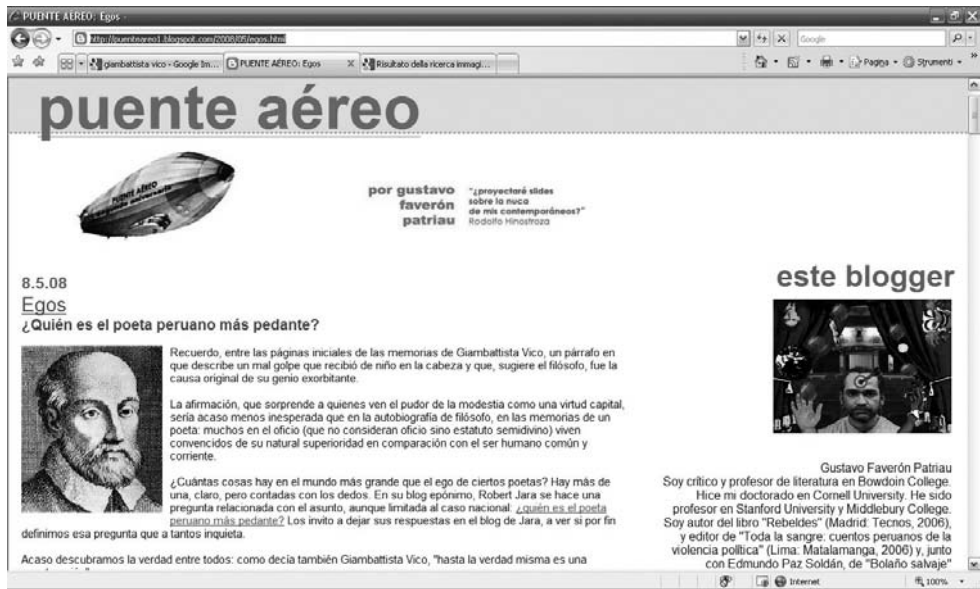 PUENTE AÉREO: Egos
http://puenteareo1.blogspot.com/2008/05/egos.html
Google
giambattista vico - Google Im...
PUENTE AÉREO: Egos
Risultato della ricerca immagi...
Pagina
Strumenti
puente aéreo
PUENTE AÉREO
por gustavo
faverón
patriau
"¿proyectaré slides
sobre la nuca
de mis contemporáneos?"
Rodolfo Hinostroza
8.5.08
Egos
¿Quién es el poeta peruano más pedante?
Recuerdo, entre las páginas iniciales de las memorias de Giambattista Vico, un párrafo en
que describe un mal golpe que recibió de niño en la cabeza y que, sugiere el filósofo, fue la
causa original de su genio exorbitante.
La afirmación, que sorprende a quienes ven el pudor de la modestia como una virtud capital,
sería acaso menos inesperada que en la autobiografía de filósofo, en las memorias de un
poeta: muchos en el oficio (que no consideran oficio sino estatuto semidivino) viven
convencidos de su natural superioridad en comparación con el ser humano común y
corriente.
¿Cuántas cosas hay en el mundo más grande que el ego de ciertos poetas? Hay más de
una, claro, pero contadas con los dedos. En su blog epónimo, Robert Jara se hace una
pregunta relacionada con el asunto, aunque limitada al caso nacional: ¿quién es el poeta
peruano más pedante? Los invito a dejar sus respuestas en el blog de Jara, a ver si por fin
definimos esa pregunta que a tantos inquieta.
Acaso descubramos la verdad entre todos: como decía también Giambattista Vico, "hasta la verdad misma es una
este blogger
Gustavo Faverón Patriau
Soy crítico y profesor de literatura en Bowdoin College.
Hice mi doctorado en Cornell University. He sido
profesor en Stanford University y Middlebury College.
Soy autor del libro "Rebeldes" (Madrid: Tecnos, 2006),
y editor de "Toda la sangre: cuentos peruanos de la
violencia política" (Lima: Matalamanga, 2006) y, junto
con Edmundo Paz Soldán, de "Bolaño salvaje"
Internet
100%